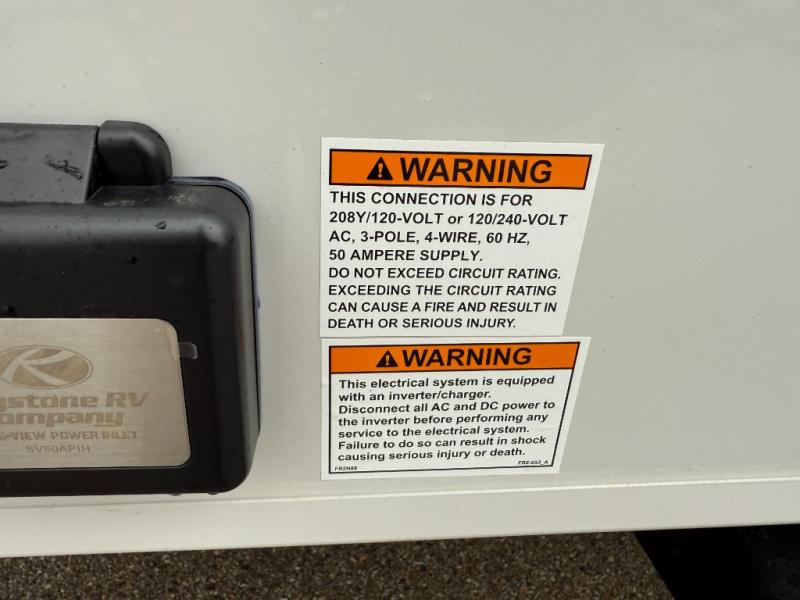 WARNING
THIS CONNECTION IS FOR
208Y/120-VOLT or 120/240-VOLT
AC, 3-POLE, 4-WIRE, 60 HZ,
50 AMPERE SUPPLY.
DO NOT EXCEED CIRCUIT RATING.
EXCEEDING THE CIRCUIT RATING
CAN CAUSE A FIRE AND RESULT IN
DEATH OR SERIOUS INJURY.
WARNING
This electrical system is equipped
with an inverter/charger.
Disconnect all AC and DC power to
the inverter before performing any
service to the electrical system.
Failure to do so can result in shock
causing serious injury or death.
R
ystone RV
ompany
VIEW POWER INLET
SV50APIH